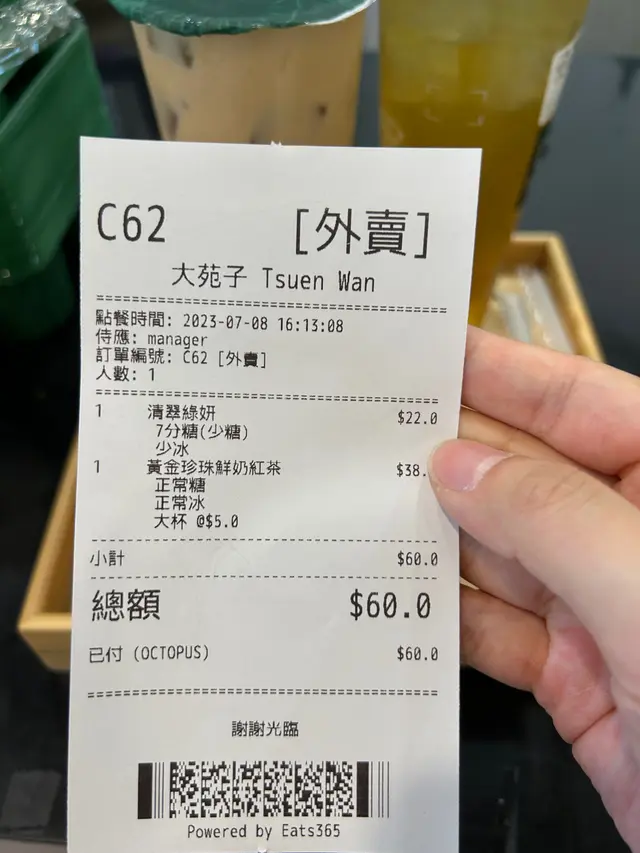 C62 [外賣]
大苑子 Tsuen Wan
點餐時間: 2023-07-08 16:13:08
侍應: manager
訂單編號: C62 [外賣]
人數: 1
1 清翠綠妍 $22.0
7分糖(少糖)
少冰
1 黃金珍珠鮮奶紅茶 $38.
正常糖
正常冰
大杯 @$5.0
小計 $60.0
總額 $60.0
已付 (OCTOPUS) $60.0
謝謝光臨
Powered by Eats365